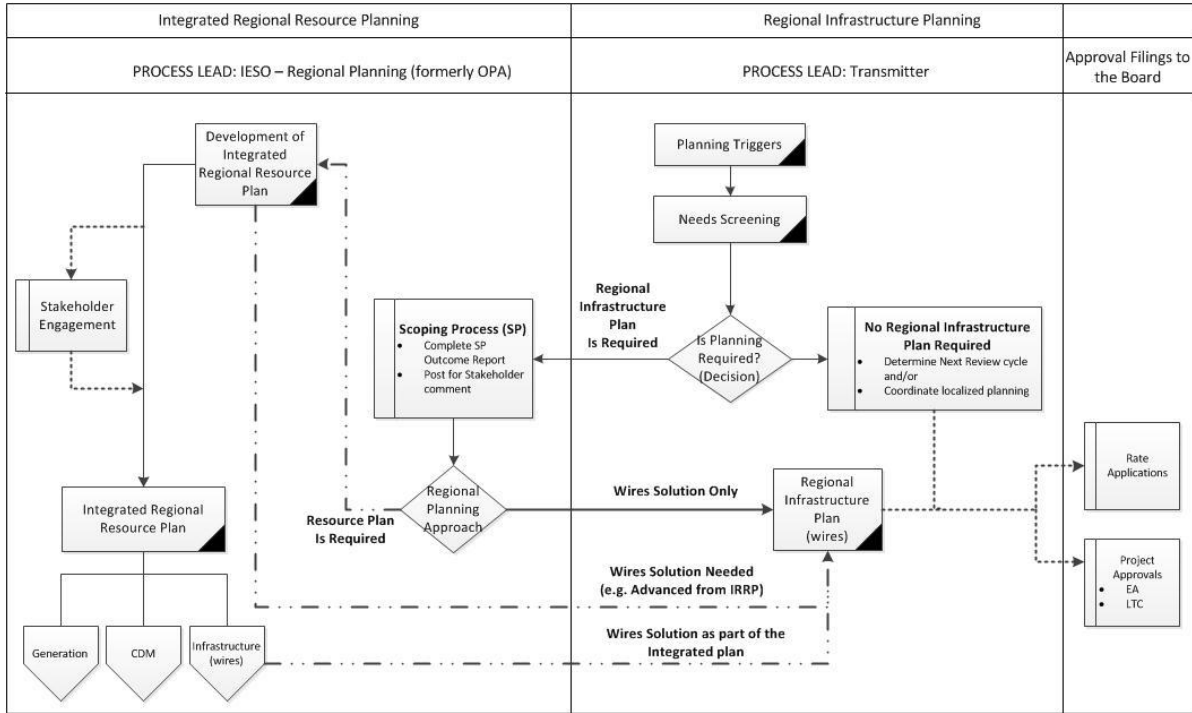 Integrated Regional Resource Planning
Regional Infrastructure Planning
PROCESS LEAD: IESO – Regional Planning (formerly OPA)
PROCESS LEAD: Transmitter
Approval Filings to
the Board
Development of
Integrated
Regional Resource
Plan
Planning Triggers
Needs Screening
Stakeholder
Engagement
Scoping Process (SP)
• Complete SP
Outcome Report
• Post for Stakeholder
comment
Regional
Infrastructure
Plan
Is Required
Is Planning
Required?
(Decision)
No Regional Infrastructure
Plan Required
• Determine Next Review cycle
and/or
• Coordinate localized planning
Integrated Regional
Resource Plan
Resource Plan
Is Required
Regional
Planning
Approach
Wires Solution Only
Regional
Infrastructure
Plan
(wires)
Rate
Applications
Wires Solution Needed
(e.g. Advanced from IRRP)
Project
Approvals
• EA
• LTC
Generation
CDM
Infrastructure
(wires)
Wires Solution as part of the
Integrated plan